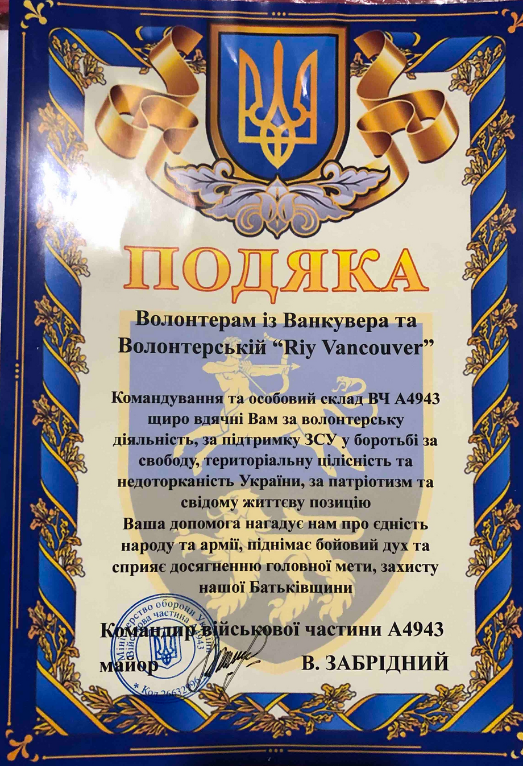 ПОДЯКА
Волонтерам із Ванкувера та
Волонтерській “Riy Vancouver”
Командування та особовий склад ВЧ А4943
щиро вдячні Вам за волонтерську
діяльність, за підтримку ЗСУ у боротьбі за
свободу, територіальну цілісність та
недоторканість України, за патріотизм та
свідому життєву позицію
Ваша допомога нагадує нам про єдність
народу та армії, піднімає бойовий дух та
сприяє досягненню головної мети, захисту
нашої Батьківщини
Командир військової частини А4943
майор В. ЗАБРІДНИЙ
Міністерство оборони